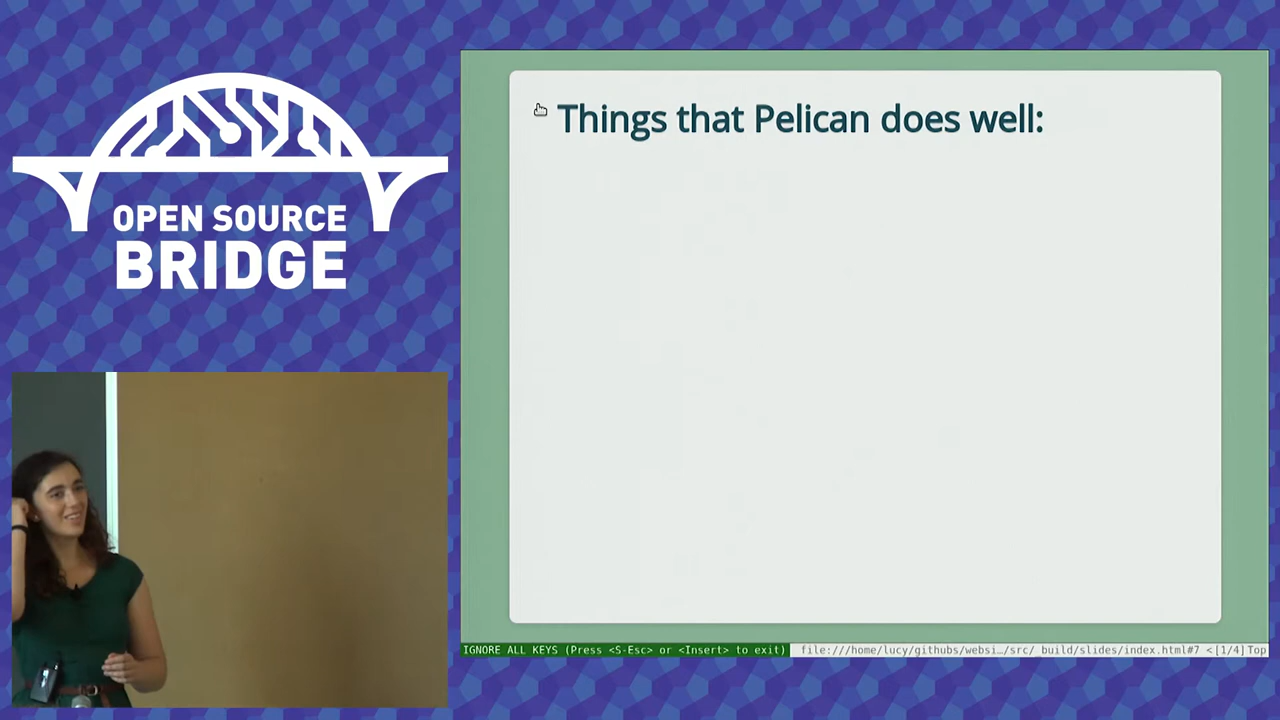 OPEN SOURCE
BRIDGE
Things that Pelican does well:
IGNORE ALL KEYS (Press <S-Esc> or <Insert> to exit)
file:///home/lucy/githubs/websi…/src/_build/slides/index.html#7 <[1/4]Top